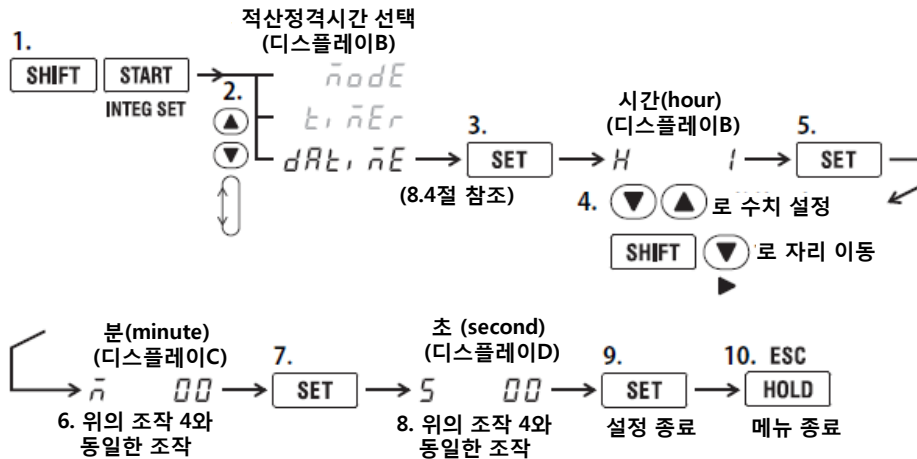 적산정격시간 선택
(디스플레이B)
1.
SHIFT START
INTEG SET
2.
modE
timEr
dAtimE
3.
SET
(8.4절 참조)
시간(hour)
(디스플레이B)
H 1
4. 로 수치 설정
SHIFT 로 자리 이동
5.
SET
분(minute)
(디스플레이C)
m 00
6. 위의 조작 4와
동일한 조작
7.
SET
초 (second)
(디스플레이D)
S 00
8. 위의 조작 4와
동일한 조작
9.
SET
설정 종료
10. ESC
HOLD
메뉴 종료